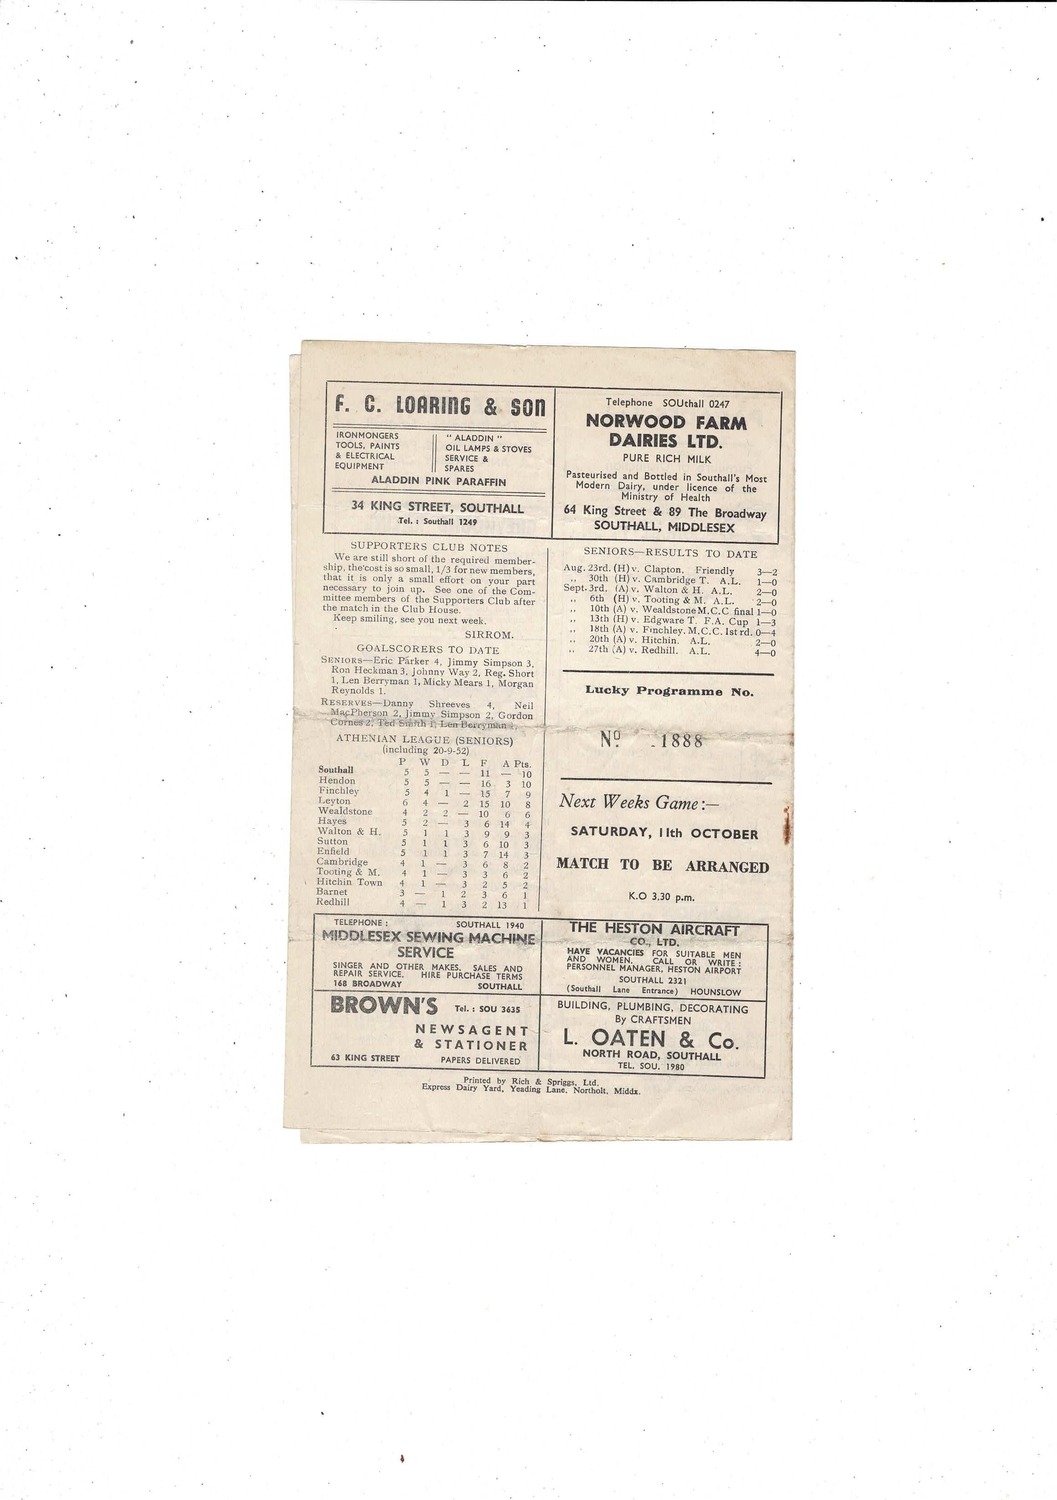 F. C. LOARING & SON
IRONMONGERS
TOOLS, PAINTS
& ELECTRICAL
EQUIPMENT
" ALADDIN "
OIL LAMPS & STOVES
SERVICE &
SPARES
ALADDIN PINK PARAFFIN
34 KING STREET, SOUTHALL
Tel. : Southall 1249
Telephone SOUthall 0247
NORWOOD FARM
DAIRIES LTD.
PURE RICH MILK
Pasteurised and Bottled in Southall's Most
Modern Dairy, under licence of the
Ministry of Health
64 King Street & 89 The Broadway
SOUTHALL, MIDDLESEX
SUPPORTERS CLUB NOTES
We are still short of the required member-
ship, the cost is so small, 1/3 for new members,
that it is only a small effort on your part
necessary to join up. See one of the Com-
mittee members of the Supporters Club after
the match in the Club House.
Keep smiling, see you next week.
SIRROM.
GOALSCORERS TO DATE
SENIORS—Eric Parker 4, Jimmy Simpson 3,
Ron Heckman 3, Johnny Way 2, Reg. Short
1, Len Berryman 1, Micky Mears 1, Morgan
Reynolds 1.
RESERVES—Danny Shreeves 4, Neil
MacPherson 2, Jimmy Simpson 2, Gordon
Cornes 2, Ted Smith 1, Len Berryman 1,
ATHENIAN LEAGUE (SENIORS)
(including 20-9-52)
P W D L F A Pts.
Southall 5 5 — — 11 — 10
Hendon 5 5 — — 16 3 10
Finchley 5 4 1 — 15 7 9
Leyton 6 4 — 2 15 10 8
Wealdstone 4 2 2 — 10 6 6
Hayes 5 2 — 3 6 14 4
Walton & H. 5 1 1 3 9 9 3
Sutton 5 1 1 3 6 10 3
Enfield 5 1 1 3 7 14 3
Cambridge 4 1 — 3 6 8 2
Tooting & M. 4 1 — 3 3 6 2
Hitchin Town 4 1 — 3 2 5 2
Barnet 3 — 1 2 3 6 1
Redhill 4 — 1 3 2 13 1
SENIORS—RESULTS TO DATE
Aug. 23rd. (H) v. Clapton. Friendly 3—2
,, 30th (H) v. Cambridge T. A.L. 1—0
Sept. 3rd. (A) v. Walton & H. A.L. 2—0
,, 6th (H) v. Tooting & M. A.L. 2—0
,, 10th (A) v. Wealdstone M.C.C final 1—0
,, 13th (H) v. Edgware T. F.A. Cup 1—3
,, 18th (A) v. Finchley. M.C.C. 1st rd. 0—4
,, 20th (A) v. Hitchin. A.L. 2—0
,, 27th (A) v. Redhill. A.L. 4—0
Lucky Programme No.
Nº 1888
Next Weeks Game :—
SATURDAY, 11th OCTOBER
MATCH TO BE ARRANGED
K.O 3.30 p.m.
TELEPHONE : SOUTHALL 1940
MIDDLESEX SEWING MACHINE
SERVICE
SINGER AND OTHER MAKES. SALES AND
REPAIR SERVICE. HIRE PURCHASE TERMS
168 BROADWAY SOUTHALL
THE HESTON AIRCRAFT
CO., LTD.
HAVE VACANCIES FOR SUITABLE MEN
AND WOMEN. CALL OR WRITE :
PERSONNEL MANAGER, HESTON AIRPORT
SOUTHALL 2321
(Southall Lane Entrance) HOUNSLOW
BROWN'S Tel. : SOU 3635
NEWSAGENT
& STATIONER
63 KING STREET PAPERS DELIVERED
BUILDING, PLUMBING, DECORATING
By CRAFTSMEN
L. OATEN & Co.
NORTH ROAD, SOUTHALL
TEL. SOU. 1980
Printed by Rich & Spriggs, Ltd.
Express Dairy Yard, Yeading Lane, Northolt, Middx.